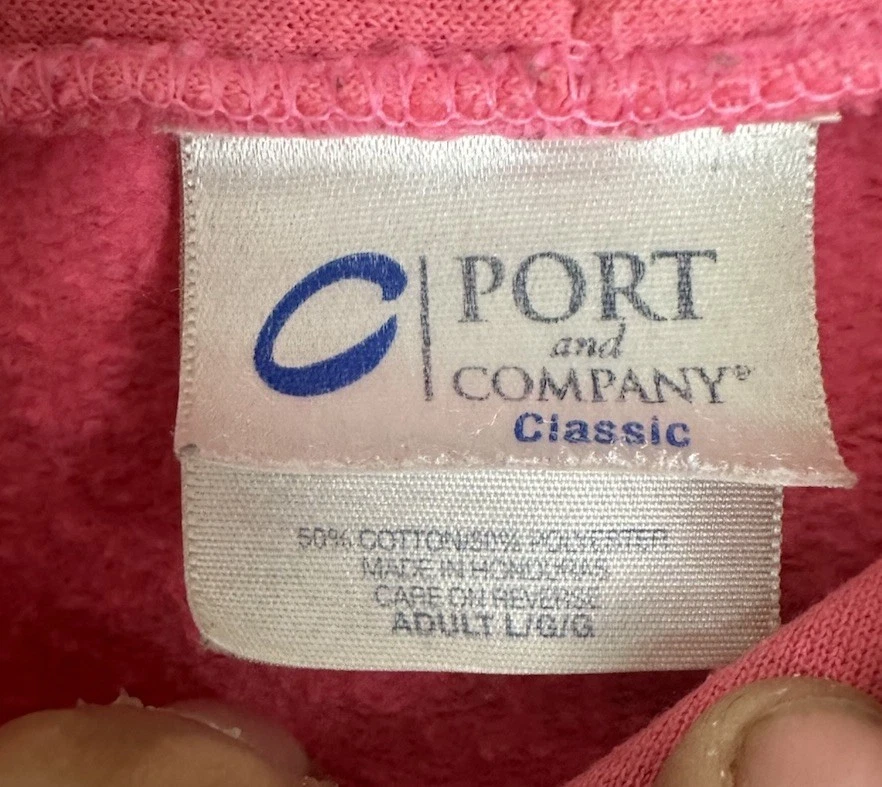 PORT
and
COMPANY®
Classic
50% COTTON/50% POLYESTER
MADE IN HONDURAS
CARE ON REVERSE
ADULT L/G/G